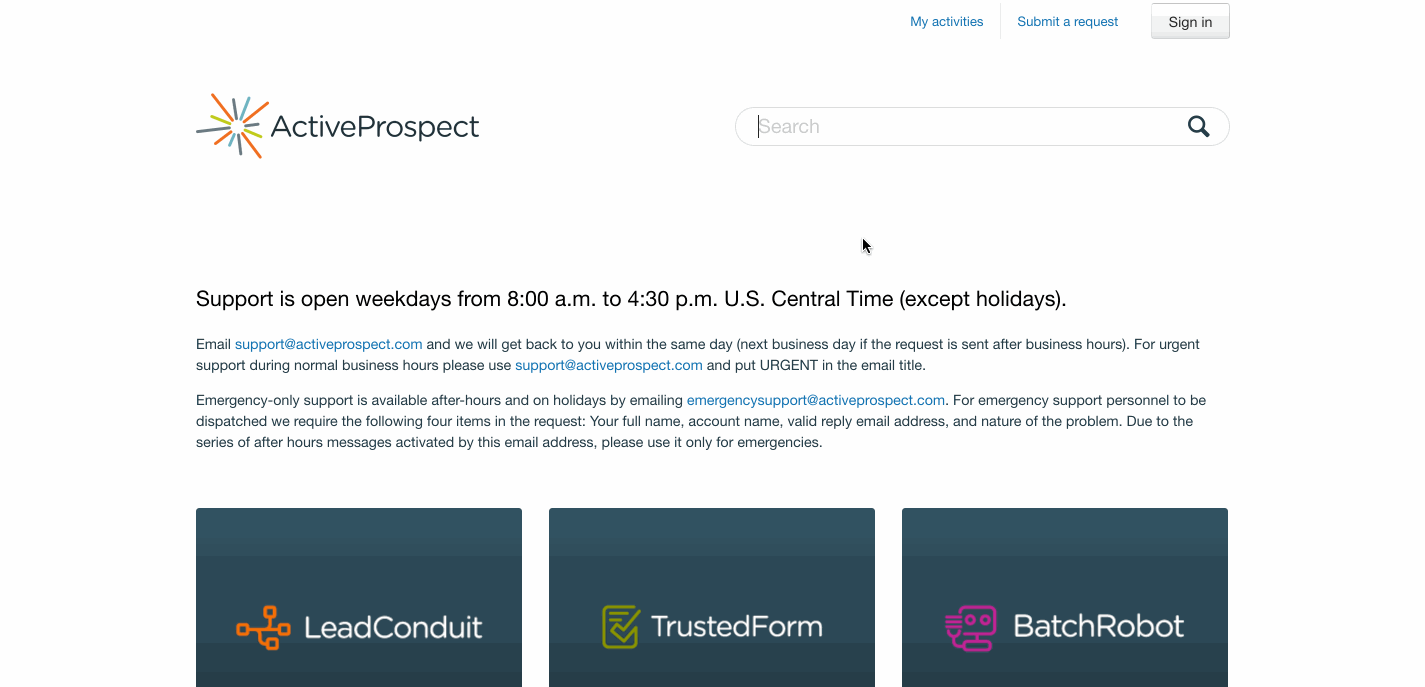 My activities
Submit a request
Sign in
ActiveProspect
Search
Support is open weekdays from 8:00 a.m. to 4:30 p.m. U.S. Central Time (except holidays).
Email support@activeprospect.com and we will get back to you within the same day (next business day if the request is sent after business hours). For urgent
support during normal business hours please use support@activeprospect.com and put URGENT in the email title.
Emergency-only support is available after-hours and on holidays by emailing emergencysupport@activeprospect.com. For emergency support personnel to be
dispatched we require the following four items in the request: Your full name, account name, valid reply email address, and nature of the problem. Due to the
series of after hours messages activated by this email address, please use it only for emergencies.
LeadConduit
TrustedForm
BatchRobot